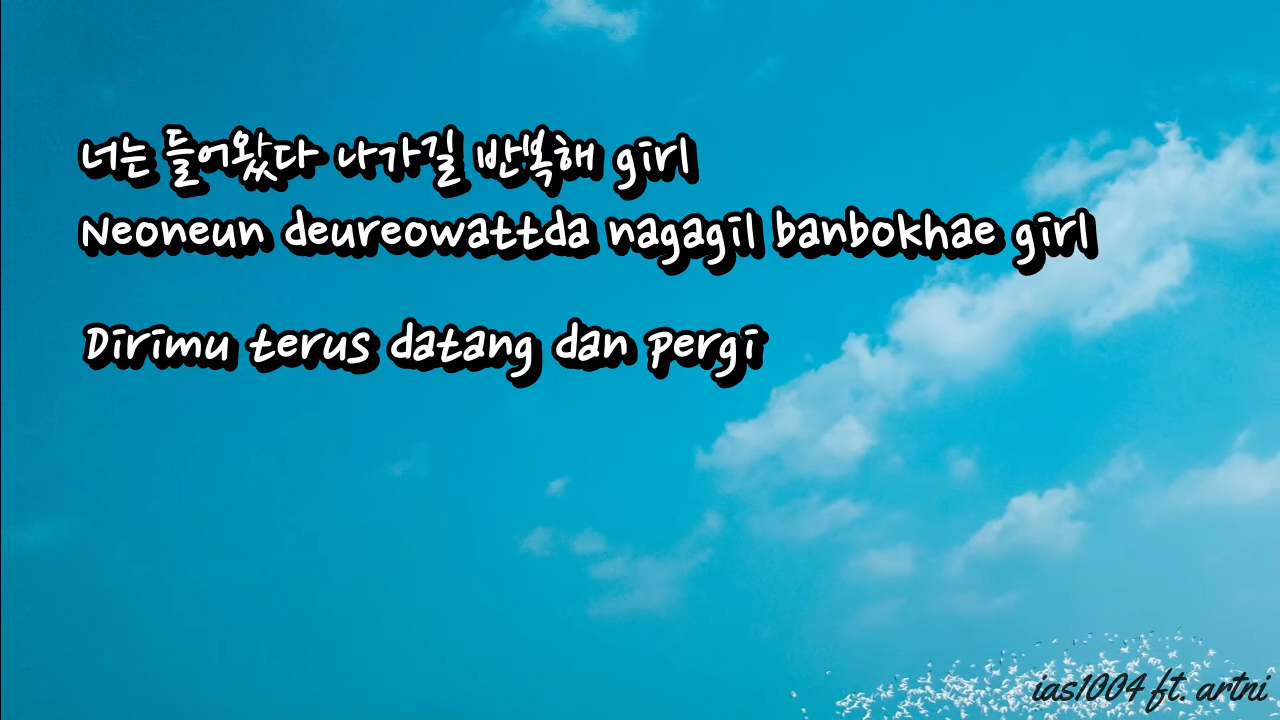 너는 들어왔다 나가길 반복해 girl
Neoneun deureowattda nagagil banbokhae girl
Dirimu terus datang dan pergi
ias1004 ft. artni